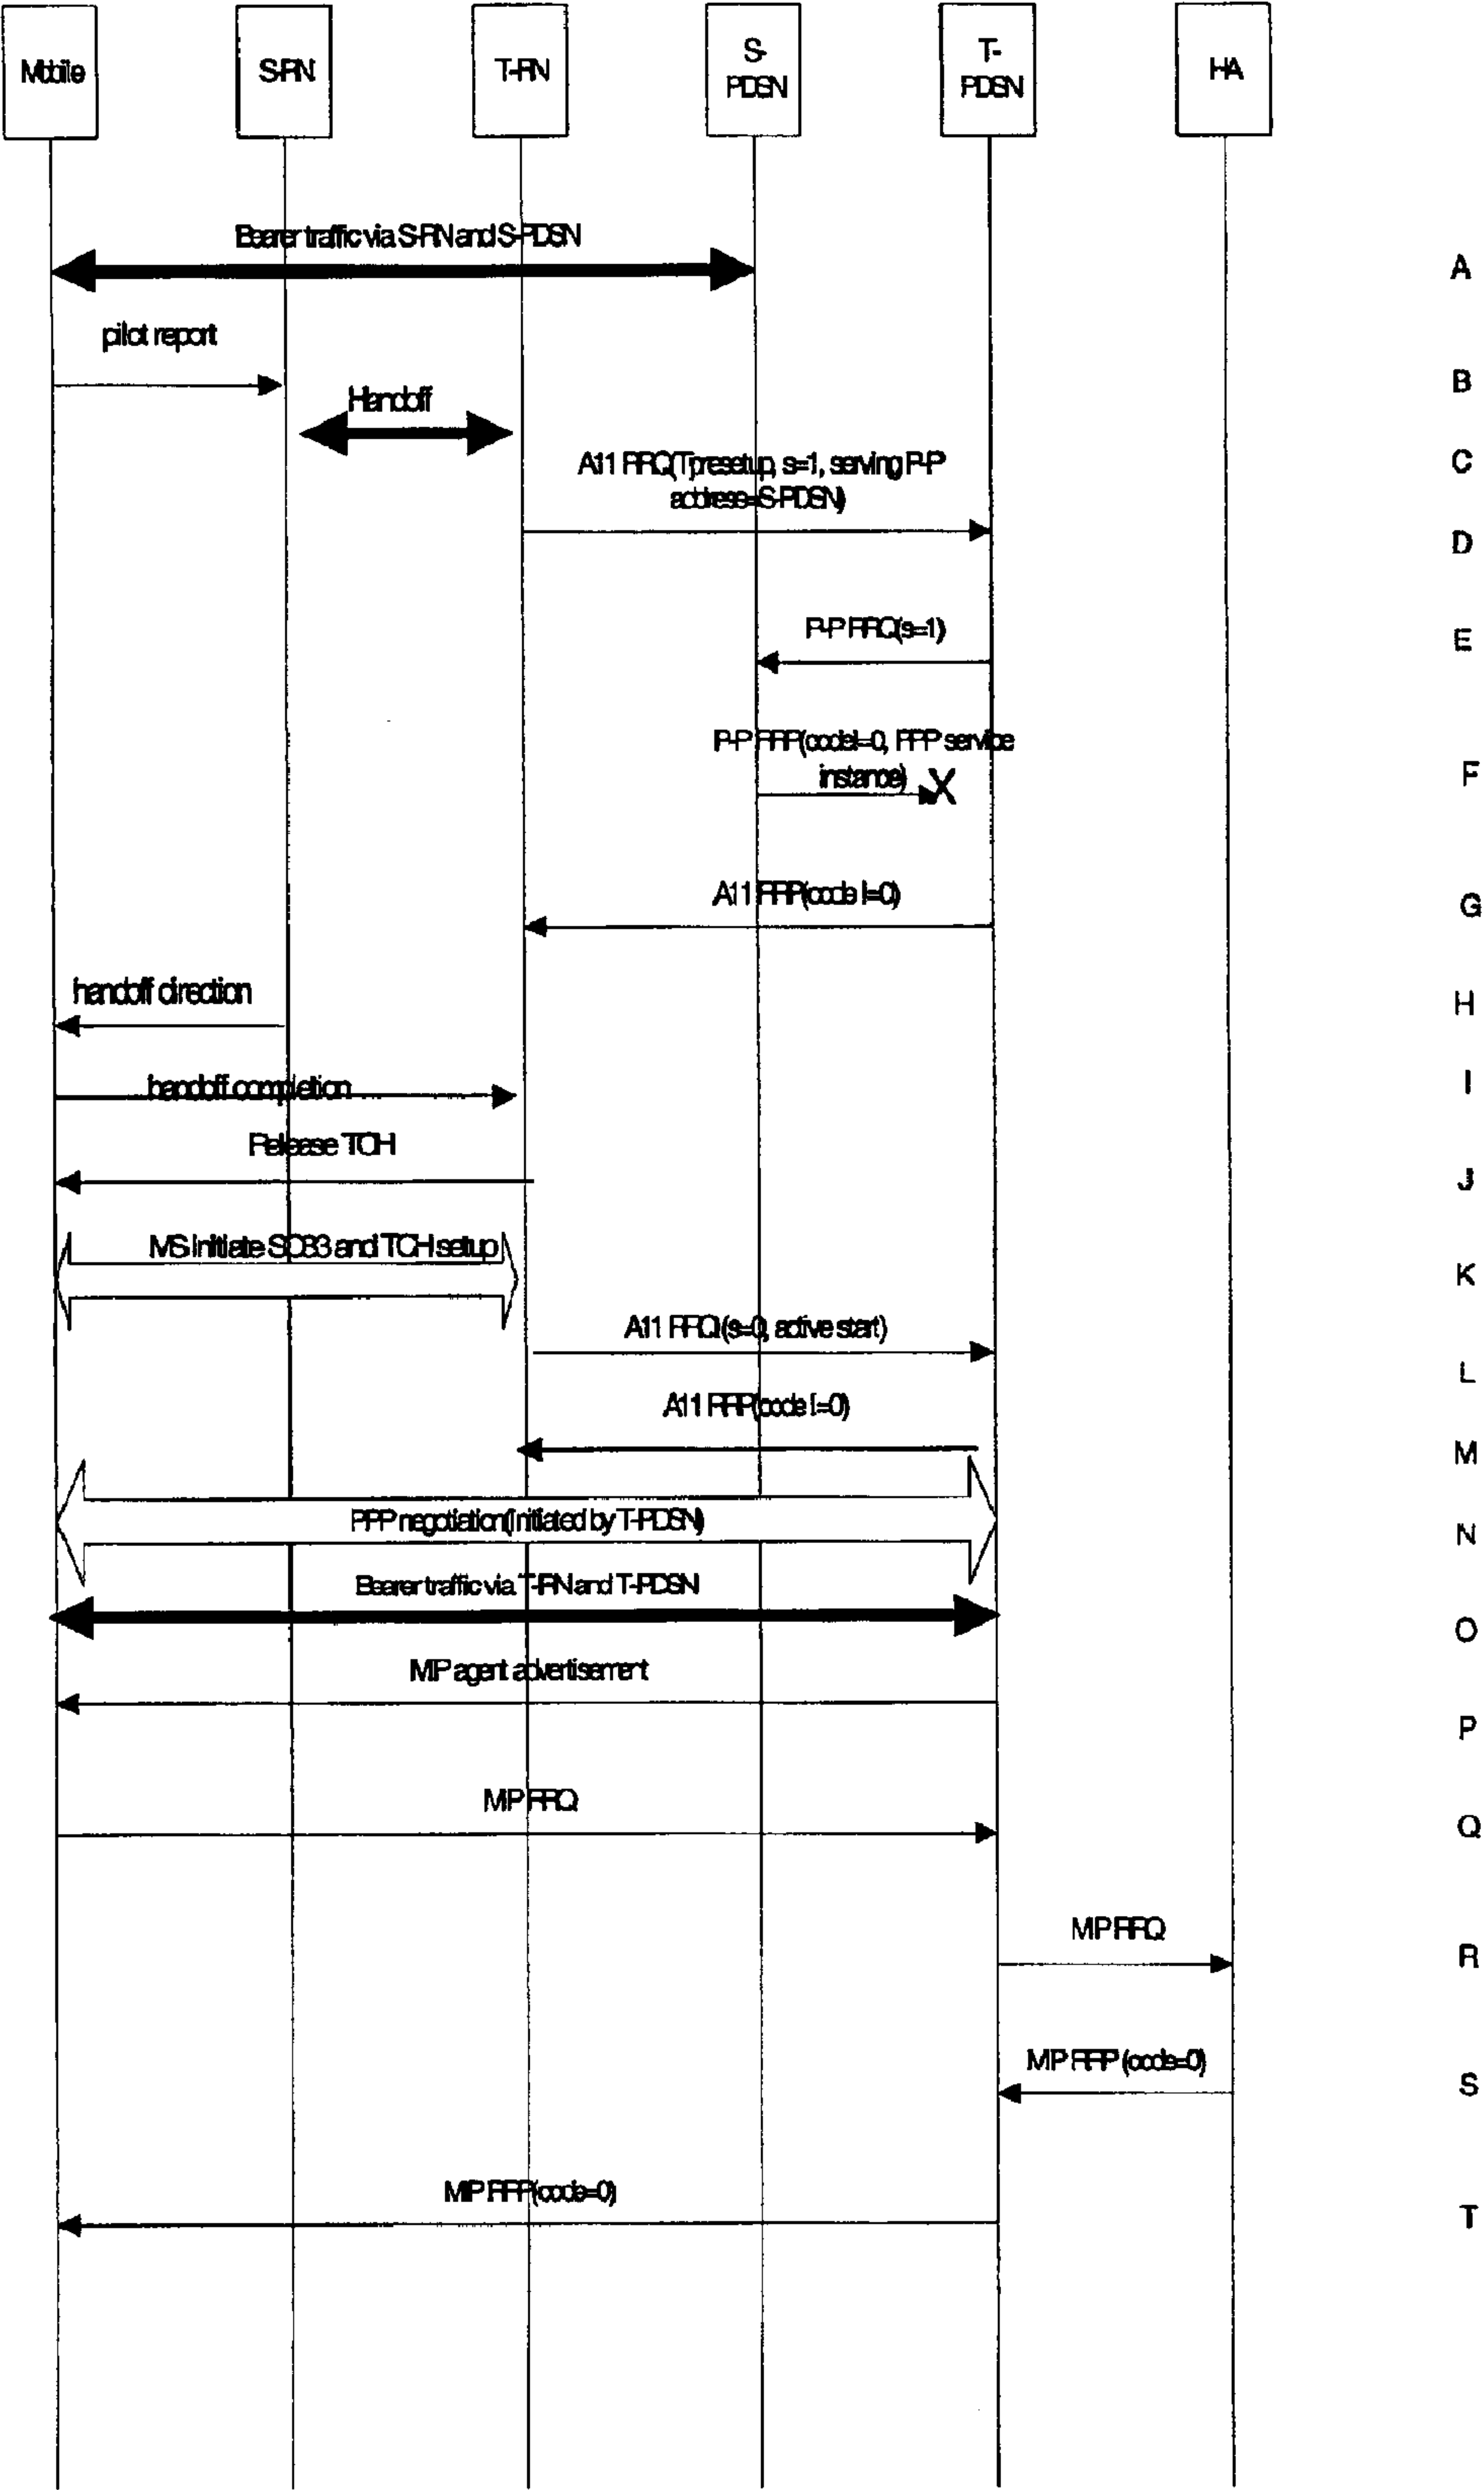 Mobile
S-RN
T-RN
S-
PDSN
T-
PDSN
HA
Bearer traffic via S-RN and S-PDSN
A
pilot report
B
Handoff
A11 RRQ(Tpresetup, s=1, serving P-P
address=S-PDSN)
C
D
P-P RRQ(s=1)
E
P-P RRP(code!=0, PPP service
instance)
X
F
A11 RRP(code !=0)
G
handoff direction
H
handoff completion
I
Release TCH
J
MS Initiate SO33 and TCH setup
K
A11 RRQ (s=0, active start)
L
A11 RRP(code !=0)
M
PPP negotiation(Initiated by T-PDSN)
N
Bearer traffic via T-RN and T-PDSN
O
MIP agent advertisement
P
MIP RRQ
Q
MIP RRQ
R
MIP RRP (code=0)
S
MIP RRP(code=0)
T